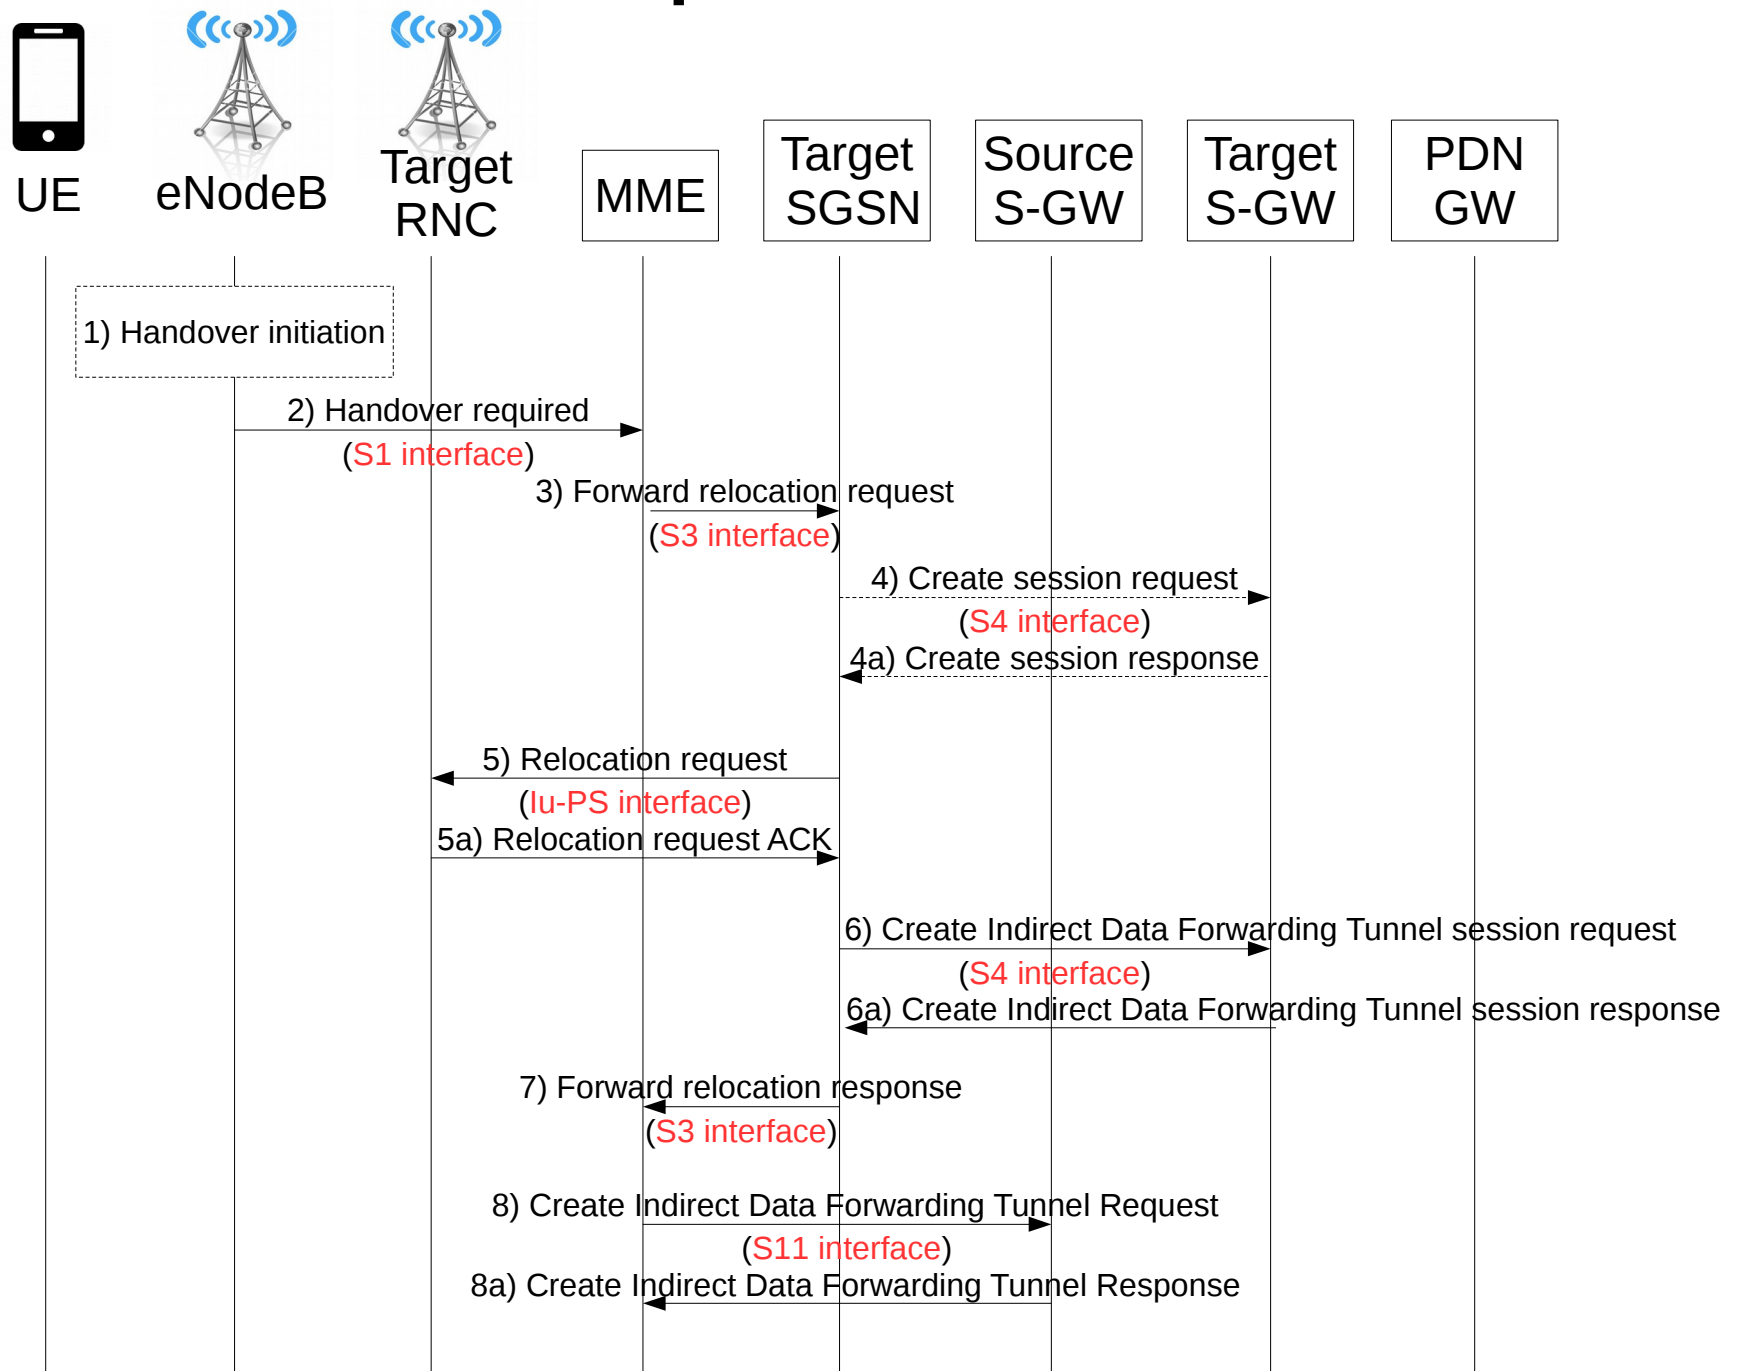 UE
eNodeB
Target
RNC
MME
Target
SGSN
Source
S-GW
Target
S-GW
PDN
GW
1) Handover initiation
2) Handover required
(S1 interface)
3) Forward relocation request
(S3 interface)
4) Create session request
(S4 interface)
4a) Create session response
5) Relocation request
(Iu-PS interface)
5a) Relocation request ACK
6) Create Indirect Data Forwarding Tunnel session request
(S4 interface)
6a) Create Indirect Data Forwarding Tunnel session response
7) Forward relocation response
(S3 interface)
8) Create Indirect Data Forwarding Tunnel Request
(S11 interface)
8a) Create Indirect Data Forwarding Tunnel Response